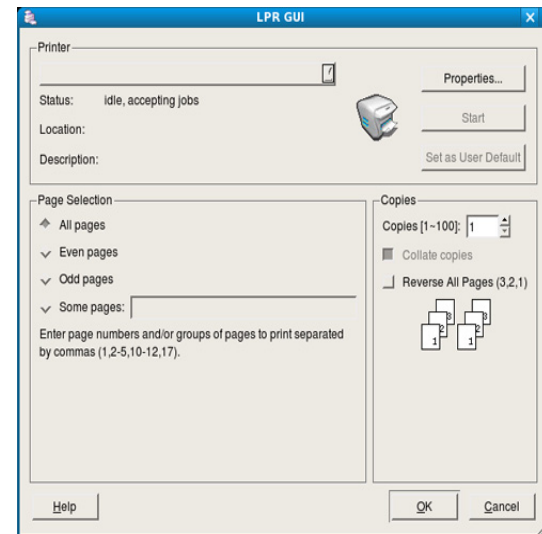 LPR GUI
Printer
Properties...
Status: idle, accepting jobs
Start
Location:
Set as User Default
Description:
Page Selection
All pages
Even pages
Odd pages
Some pages:
Enter page numbers and/or groups of pages to print separated
by commas (1,2-5,10-12,17).
Copies
Copies [1~100]: 1
Collate copies
Reverse All Pages (3,2,1)
3 3
2 2
1 1
Help
OK
Cancel